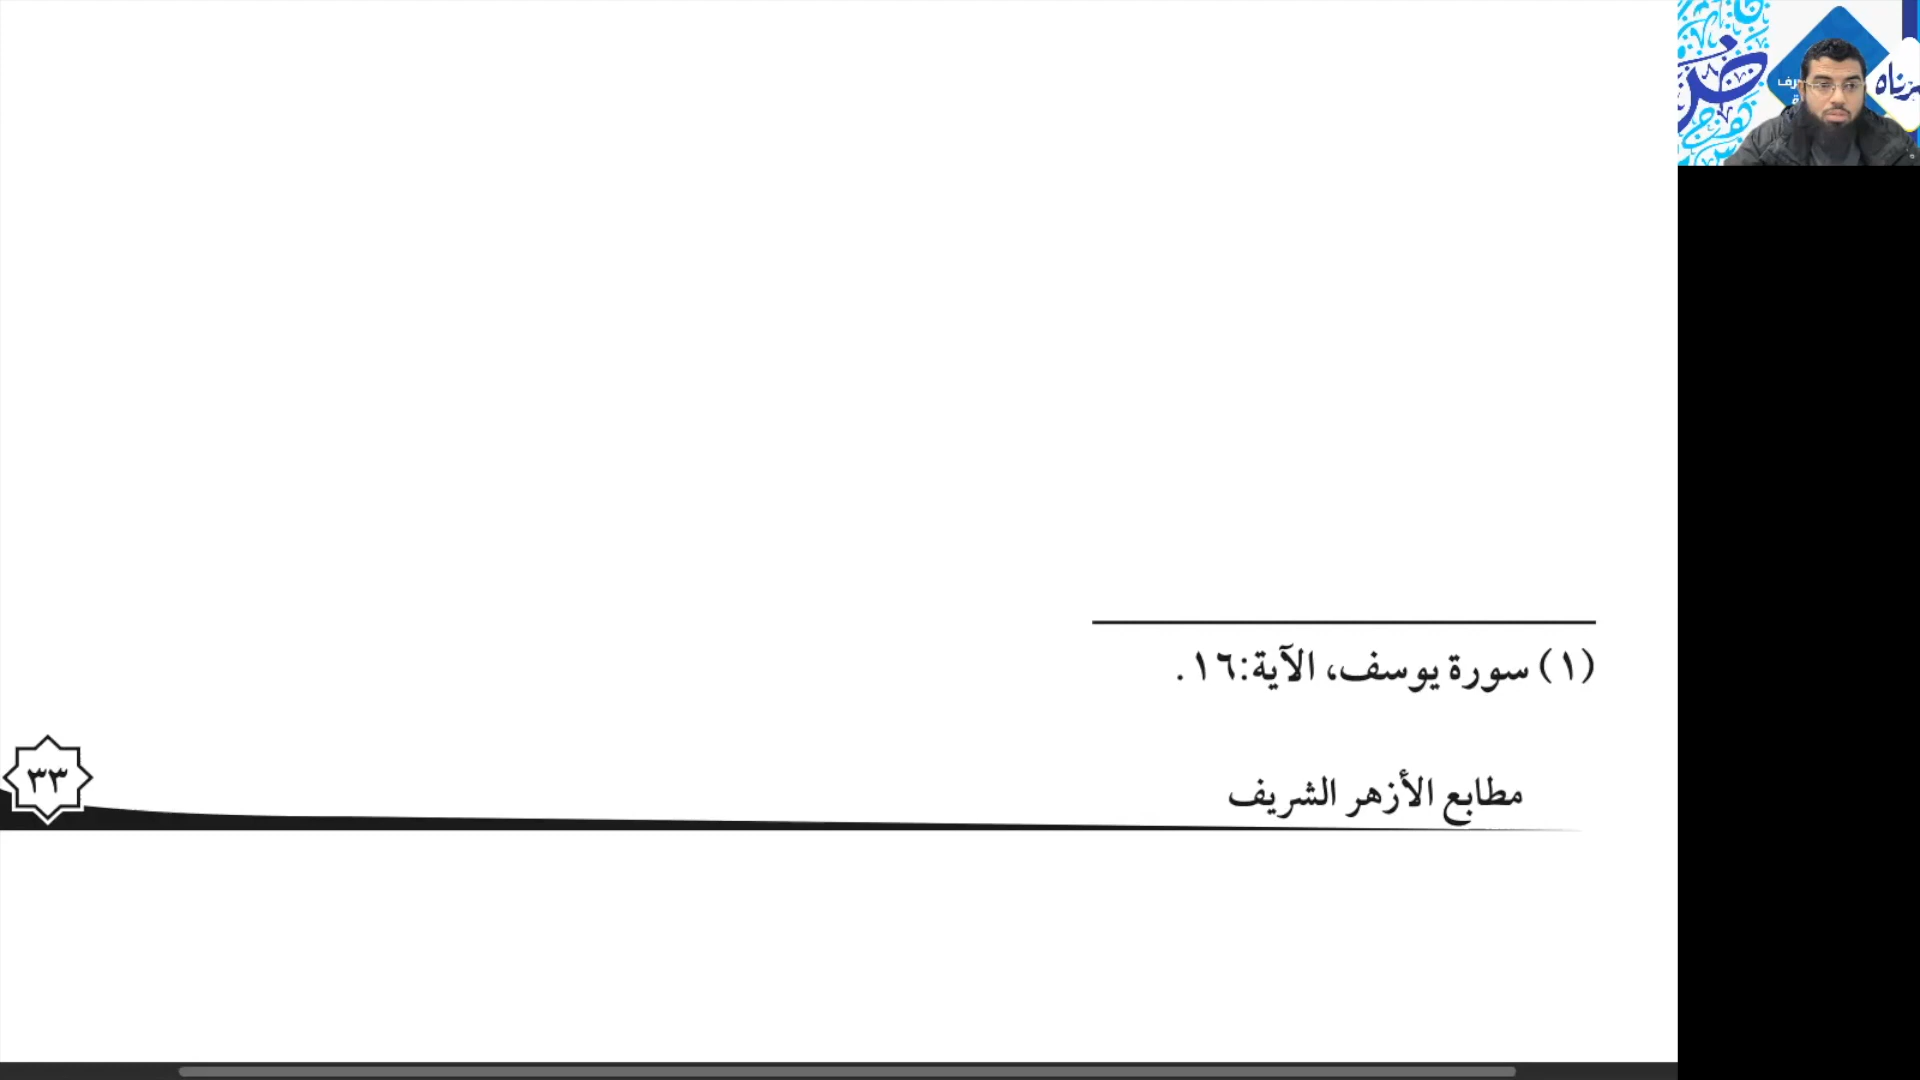 (١) سورة يوسف، الآية:١٦.
مطابع الأزهر الشريف
٣٣